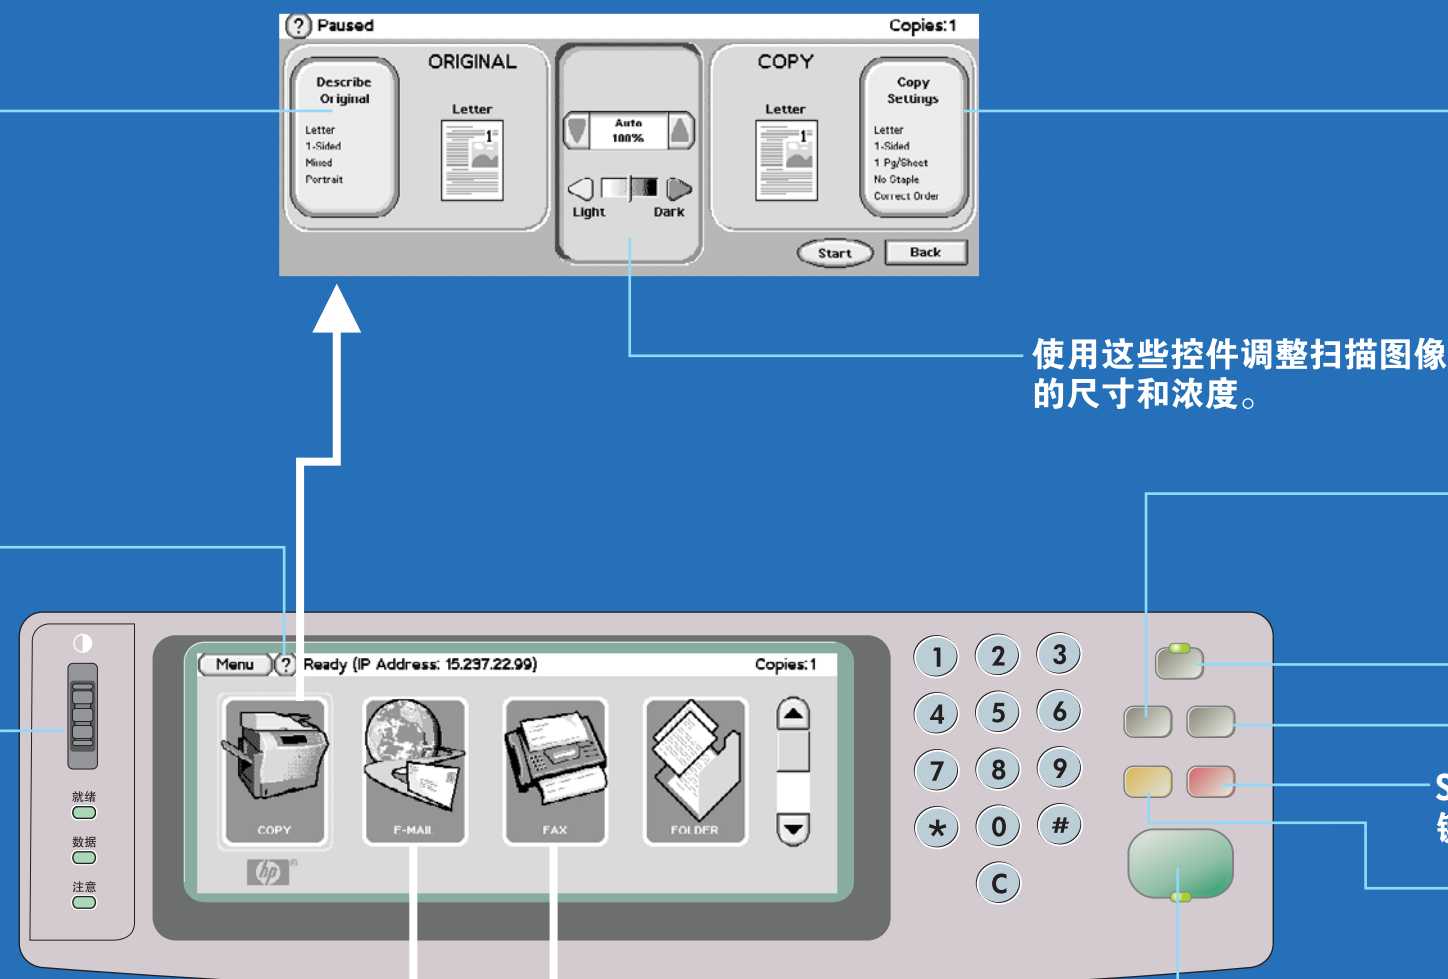 ? Paused
Copies:1
ORIGINAL
COPY
Describe
Original
Letter
1-Sided
Mixed
Portrait
Letter
1
Auto
100%
Light
Dark
Letter
1
Copy
Settings
Letter
1-Sided
1 Pg/Sheet
No Staple
Correct Order
Start
Back
使用这些控件调整扫描图像
的尺寸和浓度。
Menu
? Ready (IP Address: 15.237.22.99)
Copies:1
COPY
E-MAIL
FAX
FOLDER
hp®
就绪
数据
注意
1 2 3
4 5 6
7 8 9
* 0 #
C
S
键